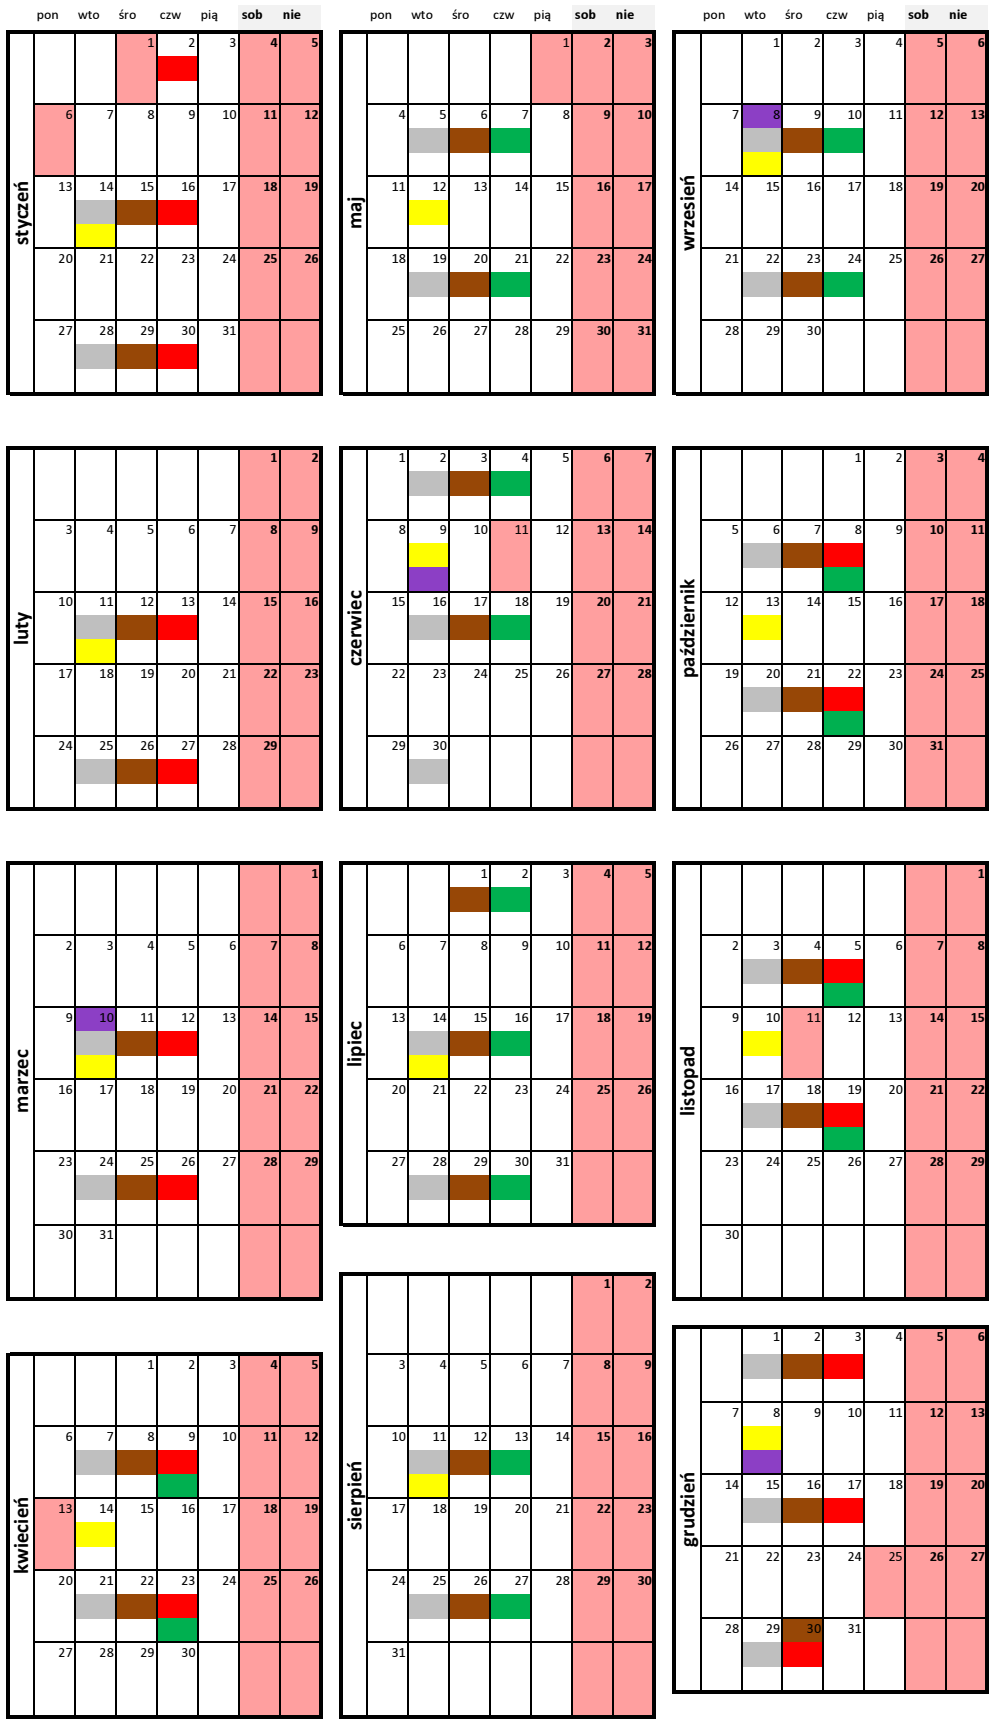 pon wto śro czw pią sob nie
styczeń
1 2 3 4 5
6 7 8 9 10 11 12
13 14 15 16 17 18 19
20 21 22 23 24 25 26
27 28 29 30 31
luty
1 2
3 4 5 6 7 8 9
10 11 12 13 14 15 16
17 18 19 20 21 22 23
24 25 26 27 28 29
marzec
1
2 3 4 5 6 7 8
9 10 11 12 13 14 15
16 17 18 19 20 21 22
23 24 25 26 27 28 29
30 31
kwiecień
1 2 3 4 5
6 7 8 9 10 11 12
13 14 15 16 17 18 19
20 21 22 23 24 25 26
27 28 29 30
pon wto śro czw pią sob nie
maj
1 2 3
4 5 6 7 8 9 10
11 12 13 14 15 16 17
18 19 20 21 22 23 24
25 26 27 28 29 30 31
czerwiec
1 2 3 4 5 6 7
8 9 10 11 12 13 14
15 16 17 18 19 20 21
22 23 24 25 26 27 28
29 30
lipiec
1 2 3 4 5
6 7 8 9 10 11 12
13 14 15 16 17 18 19
20 21 22 23 24 25 26
27 28 29 30 31
sierpień
1 2
3 4 5 6 7 8 9
10 11 12 13 14 15 16
17 18 19 20 21 22 23
24 25 26 27 28 29 30
31
pon wto śro czw pią sob nie
wrzesień
1 2 3 4 5 6
7 8 9 10 11 12 13
14 15 16 17 18 19 20
21 22 23 24 25 26 27
28 29 30
październik
1 2 3 4
5 6 7 8 9 10 11
12 13 14 15 16 17 18
19 20 21 22 23 24 25
26 27 28 29 30 31
listopad
1
2 3 4 5 6 7 8
9 10 11 12 13 14 15
16 17 18 19 20 21 22
23 24 25 26 27 28 29
30
grudzień
1 2 3 4 5 6
7 8 9 10 11 12 13
14 15 16 17 18 19 20
21 22 23 24 25 26 27
28 29 30 31